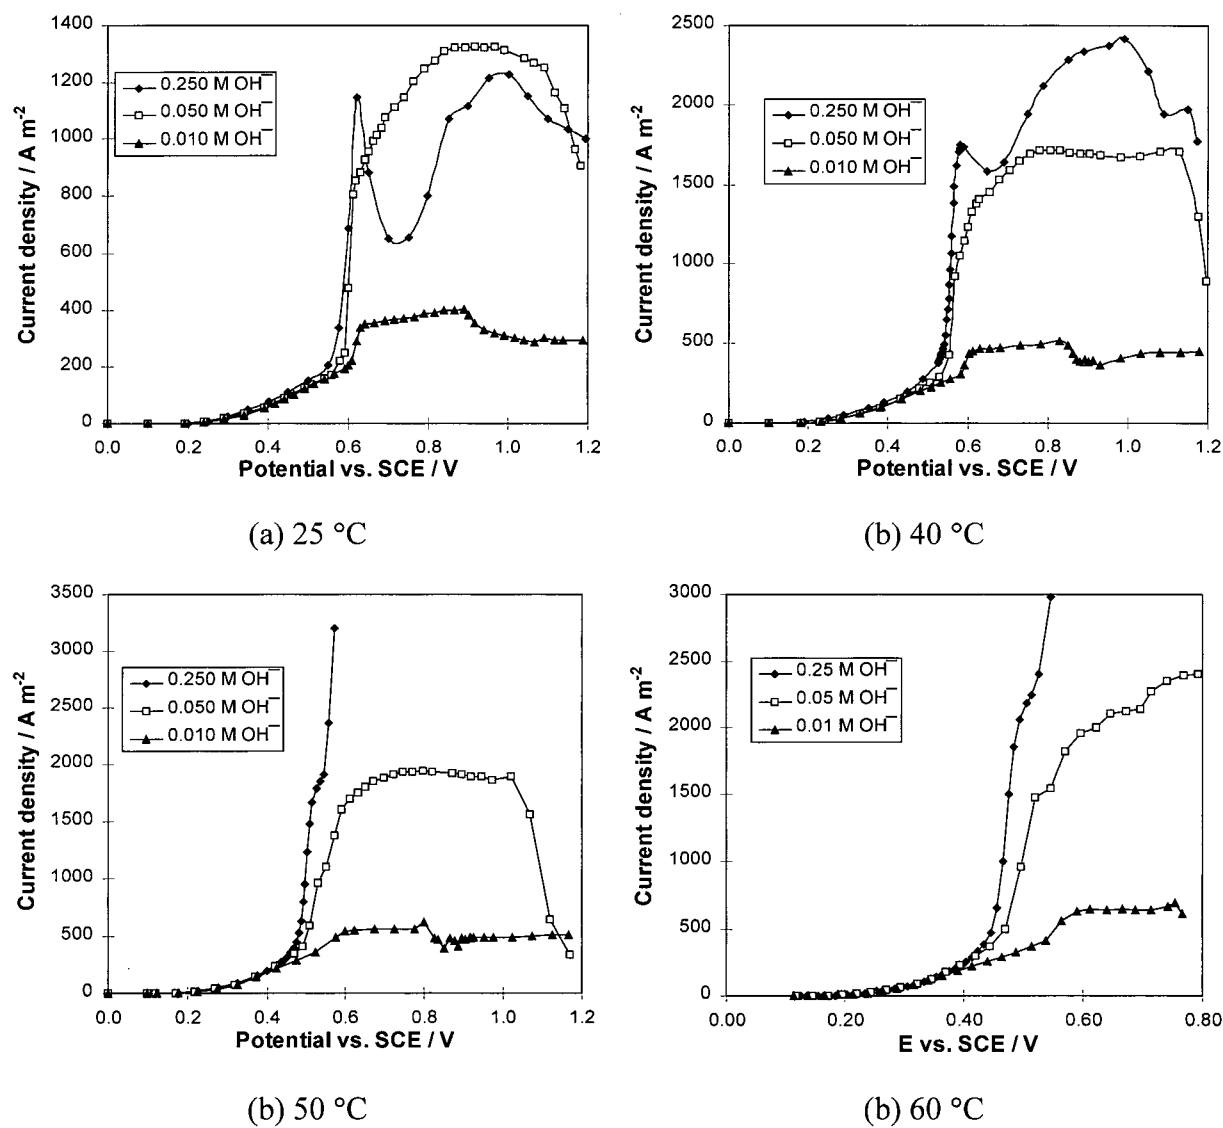 1400
1200
1000
800
600
400
200
0
Current density / A m-2
0.250 M OH−
0.050 M OH−
0.010 M OH−
0.0 0.2 0.4 0.6 0.8 1.0 1.2
Potential vs. SCE / V
(a) 25 °C
2500
2000
1500
1000
500
0
Current density / A m-2
0.250 M OH−
0.050 M OH−
0.010 M OH−
0.0 0.2 0.4 0.6 0.8 1.0 1.2
Potential vs. SCE / V
(b) 40 °C
3500
3000
2500
2000
1500
1000
500
0
Current density / A m-2
0.250 M OH−
0.050 M OH−
0.010 M OH−
0.0 0.2 0.4 0.6 0.8 1.0 1.2
Potential vs. SCE / V
(b) 50 °C
3000
2500
2000
1500
1000
500
0
Current density / A m-2
0.25 M OH−
0.05 M OH−
0.01 M OH−
0.00 0.20 0.40 0.60 0.80
E vs. SCE / V
(b) 60 °C